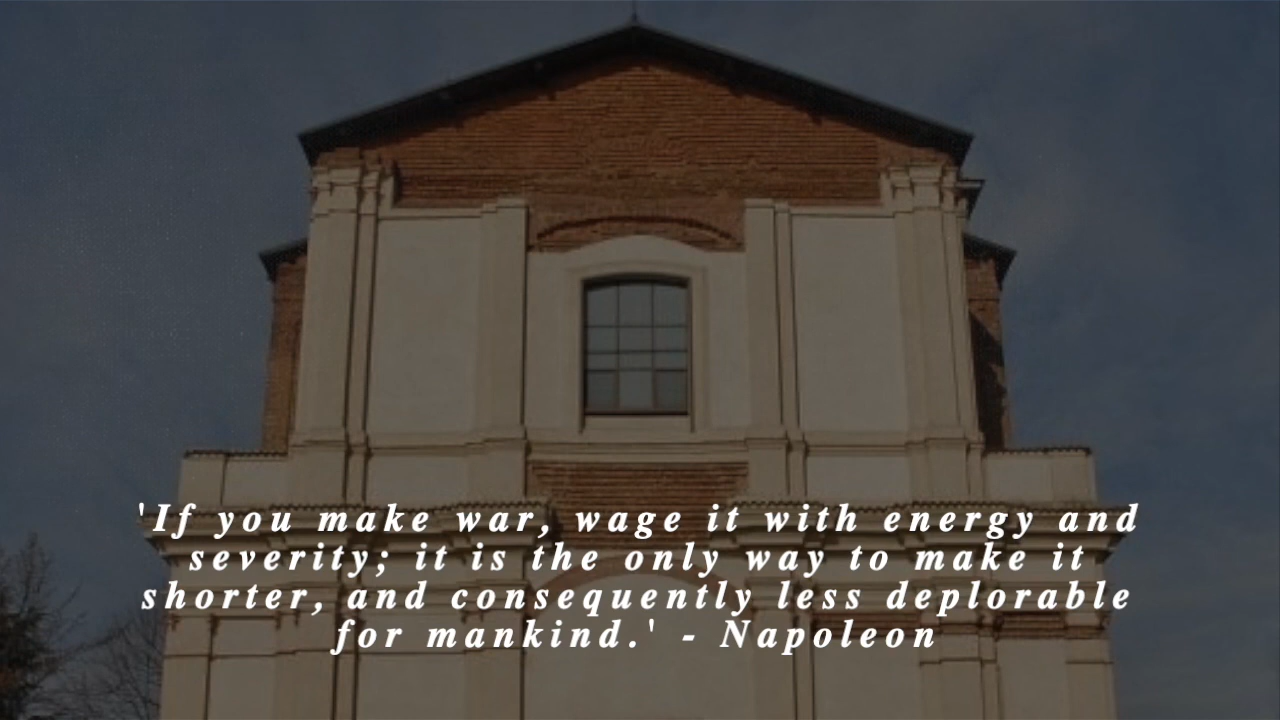 'If you make war, wage it with energy and
severity; it is the only way to make it
shorter, and consequently less deplorable
for mankind.' - Napoleon